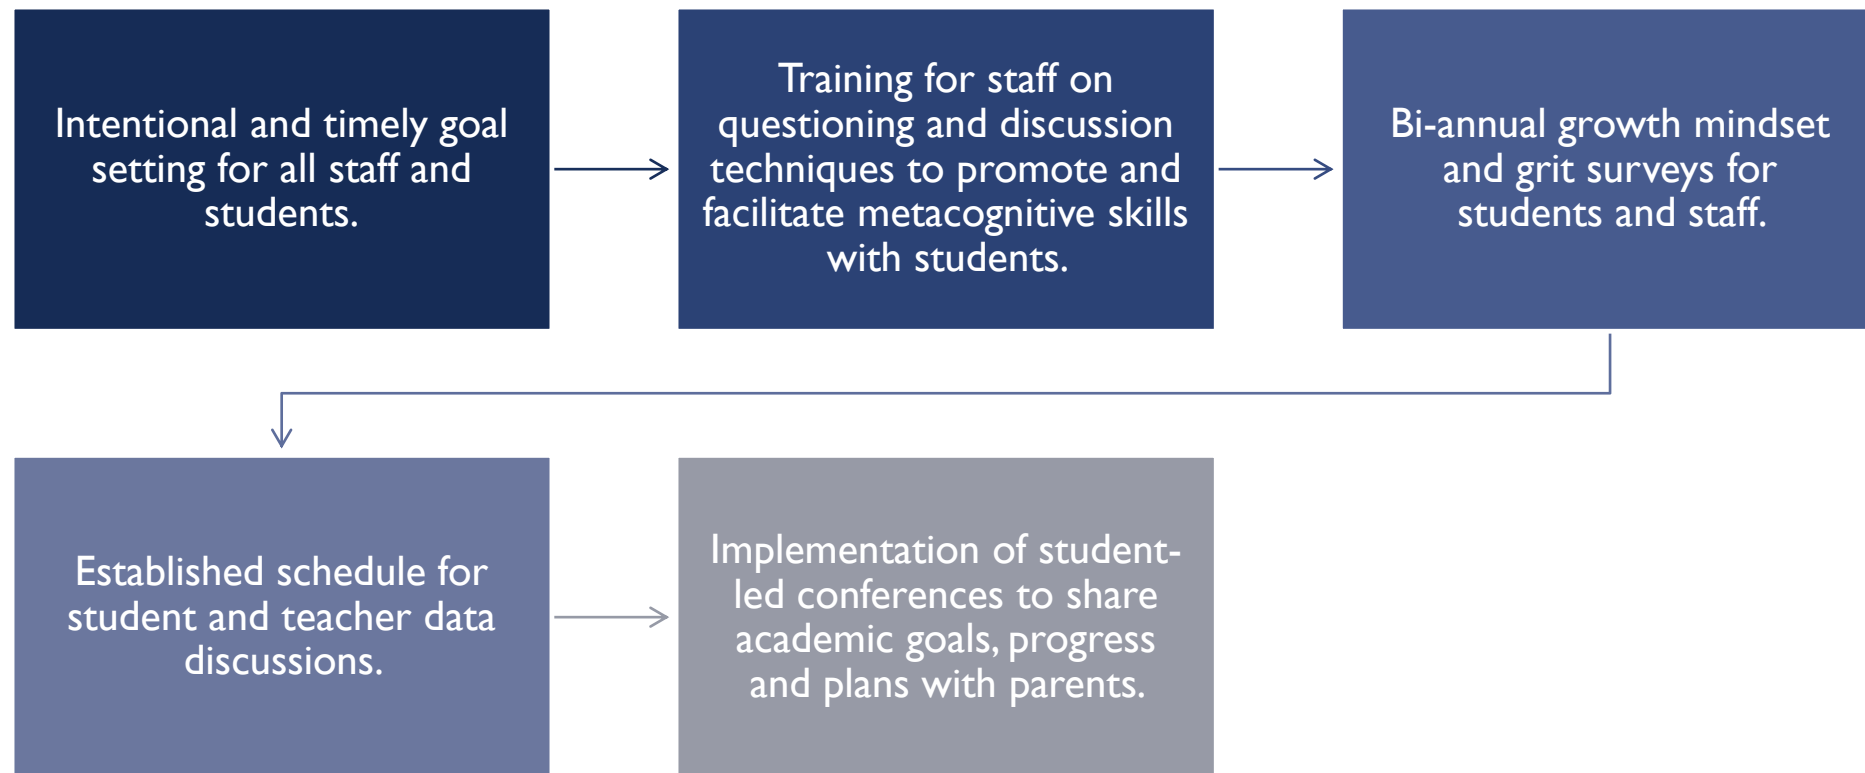 Intentional and timely goal
setting for all staff and
students.
Training for staff on
questioning and discussion
techniques to promote and
facilitate metacognitive skills
with students.
Bi-annual growth mindset
and grit surveys for
students and staff.
Established schedule for
student and teacher data
discussions.
Implementation of student-
led conferences to share
academic goals, progress
and plans with parents.